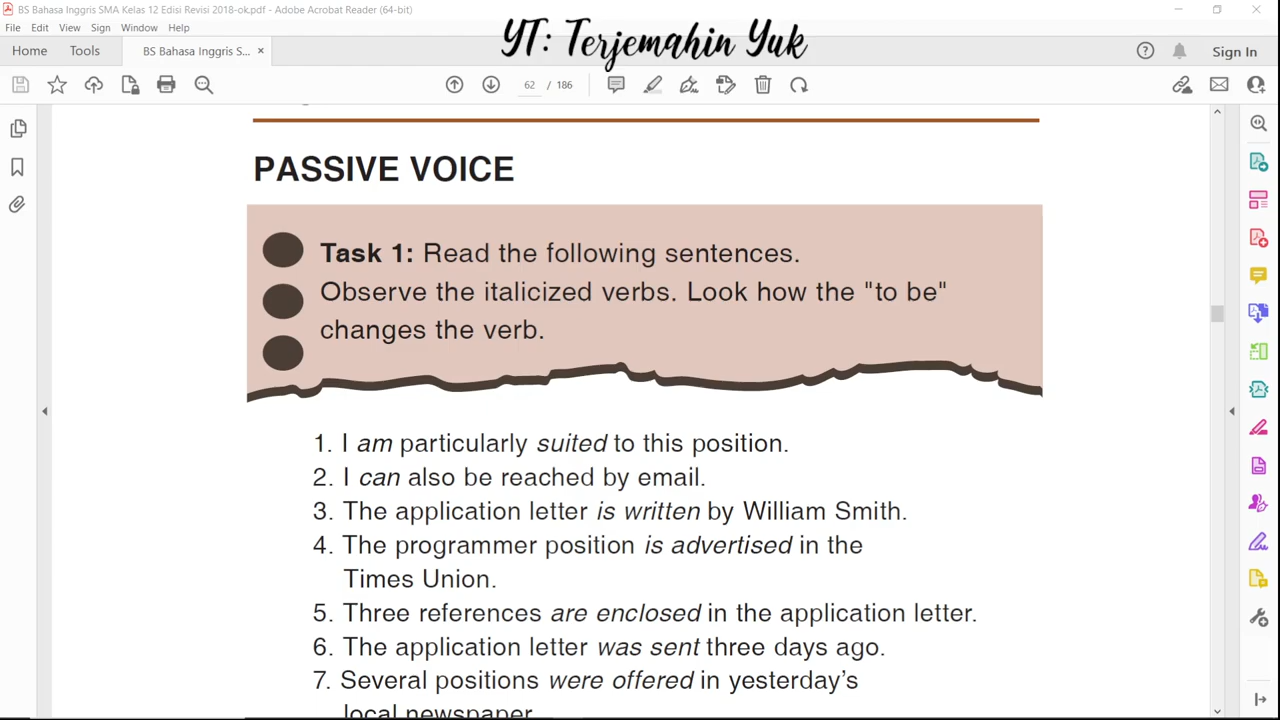 BS Bahasa Inggris SMA Kelas 12 Edisi Revisi 2018-ok.pdf - Adobe Acrobat Reader (64-bit)
File Edit View Sign Window Help
YT: Terjemahin Yuk
Home Tools BS Bahasa Inggris S... × Sign In
62 / 186
PASSIVE VOICE
Task 1: Read the following sentences.
Observe the italicized verbs. Look how the "to be"
changes the verb.
1. I am particularly suited to this position.
2. I can also be reached by email.
3. The application letter is written by William Smith.
4. The programmer position is advertised in the
Times Union.
5. Three references are enclosed in the application letter.
6. The application letter was sent three days ago.
7. Several positions were offered in yesterday's
local newspaper.